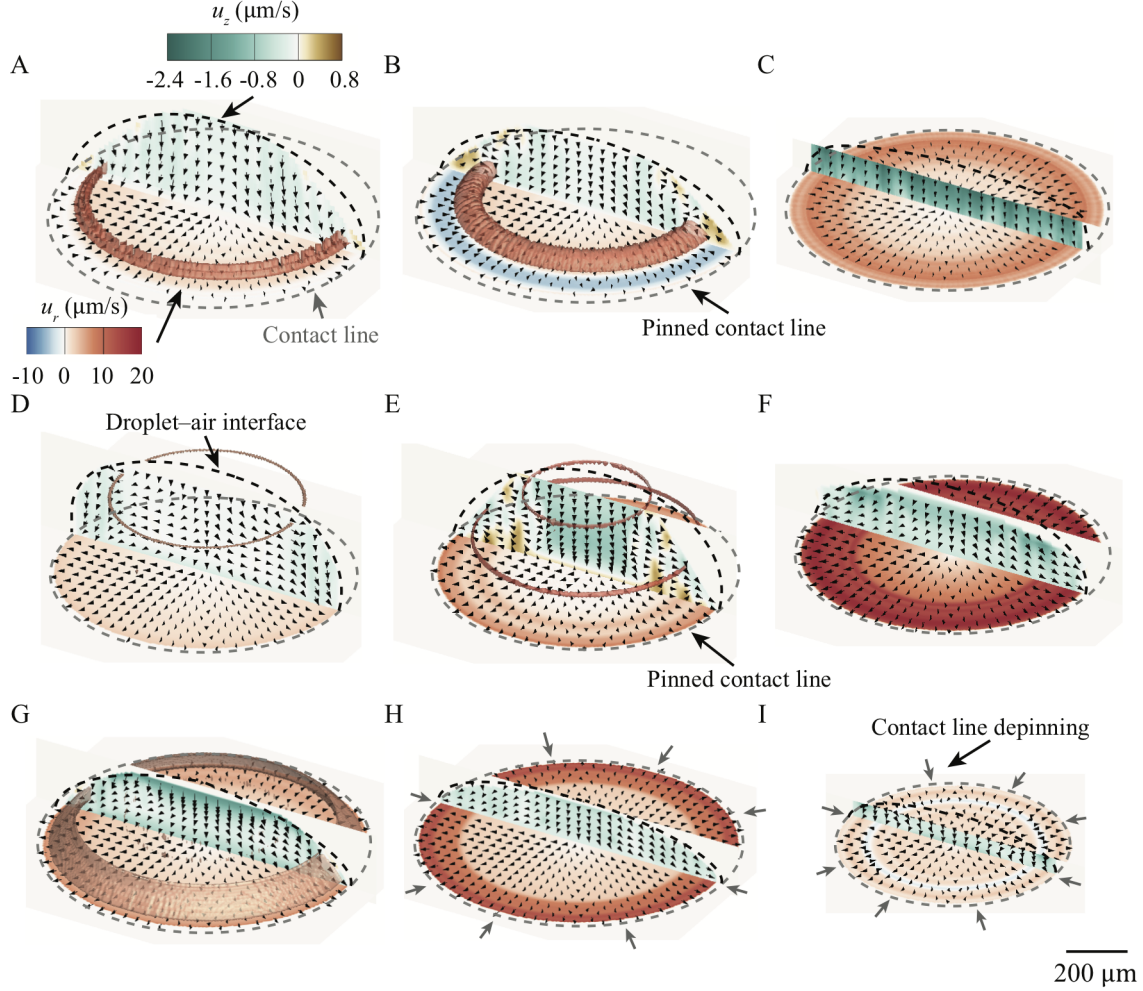 u_z (μm/s)
-2.4 -1.6 -0.8 0 0.8
A
B
C
u_r (μm/s)
-10 0 10 20
Contact line
Pinned contact line
D
E
F
Droplet–air interface
Pinned contact line
G
H
I
Contact line depinning
200 μm